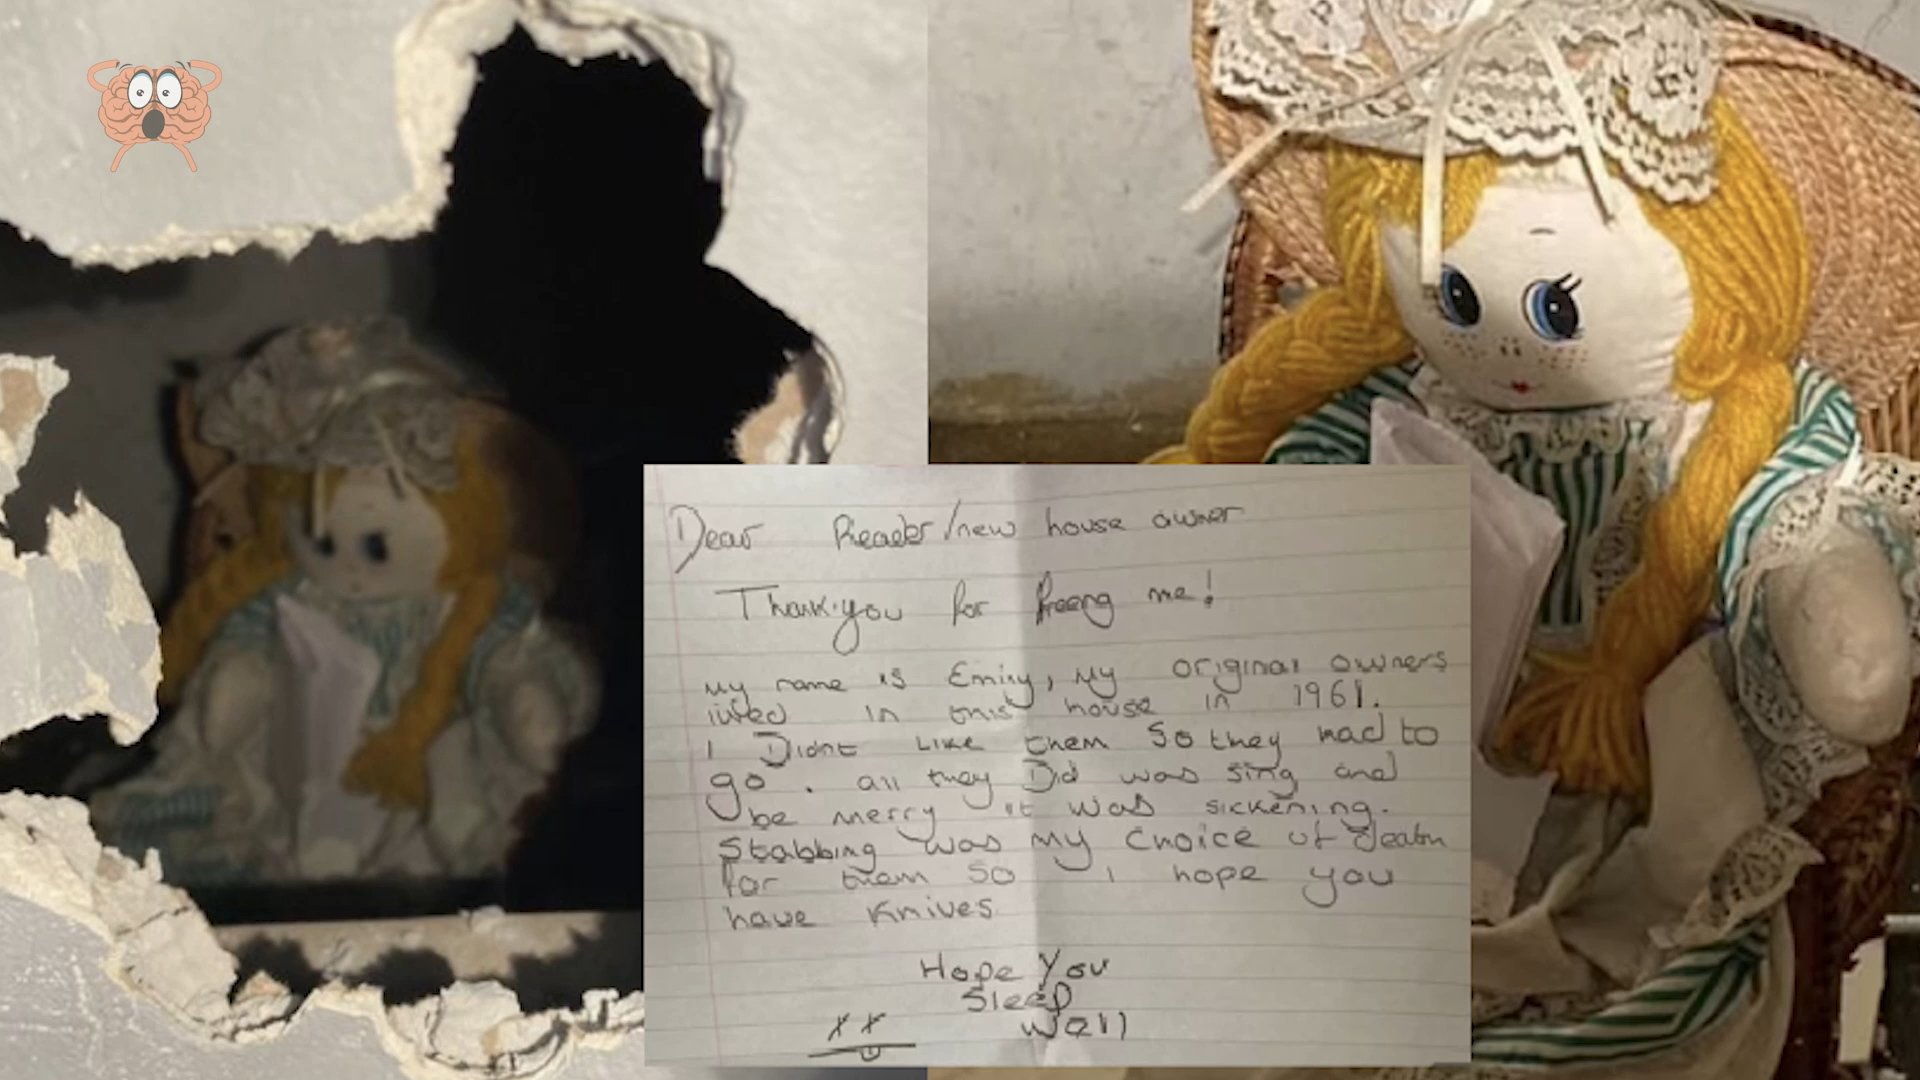 Dear Reader/new house owner
Thank you for freeing me!
my name is Emily, my original owners
lived in this house in 1961.
I Didnt Like them So they had to
go. all they Did was sing and
be merry it was sickening.
Stabbing was my choice of Death
for them so i hope you
have knives.
Hope You
Sleep
Well